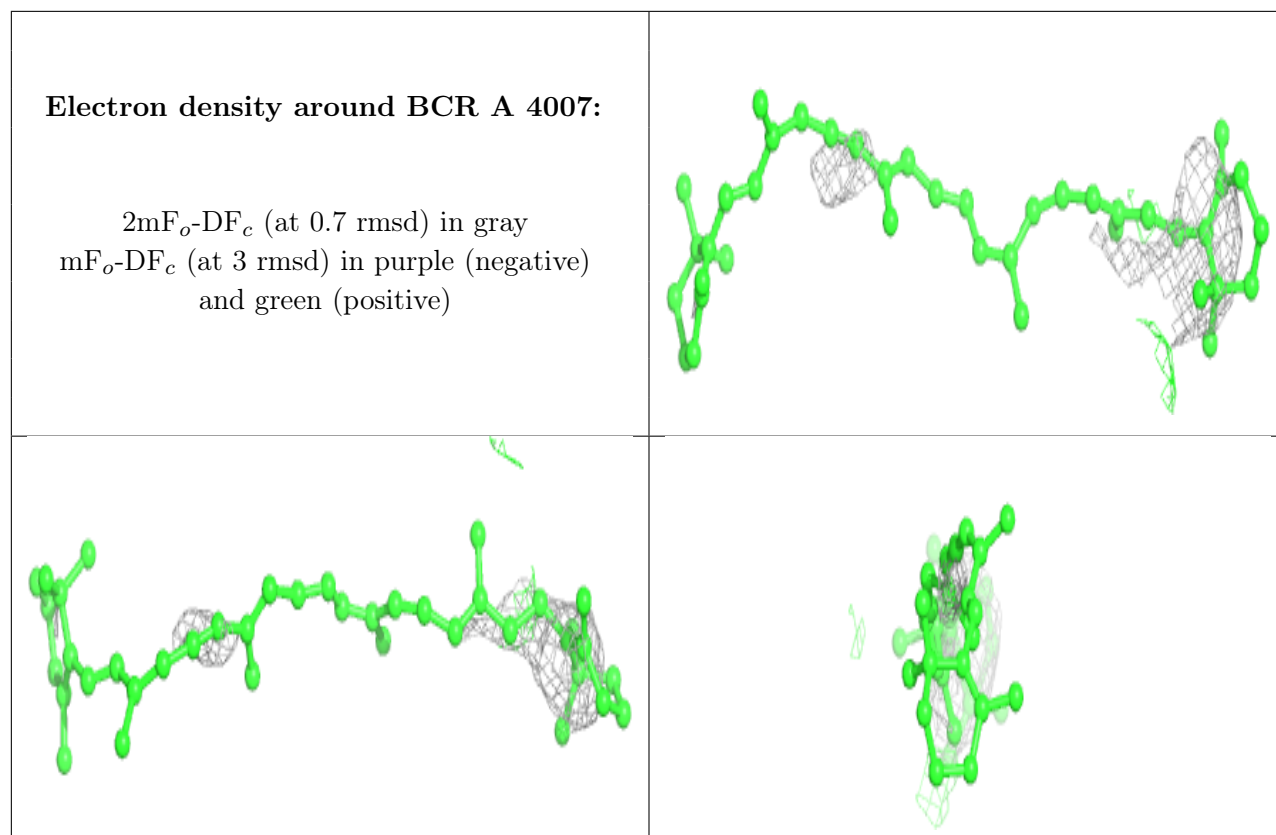 Electron density around BCR A 4007:
2mFo-DFc (at 0.7 rmsd) in gray
mFo-DFc (at 3 rmsd) in purple (negative)
and green (positive)